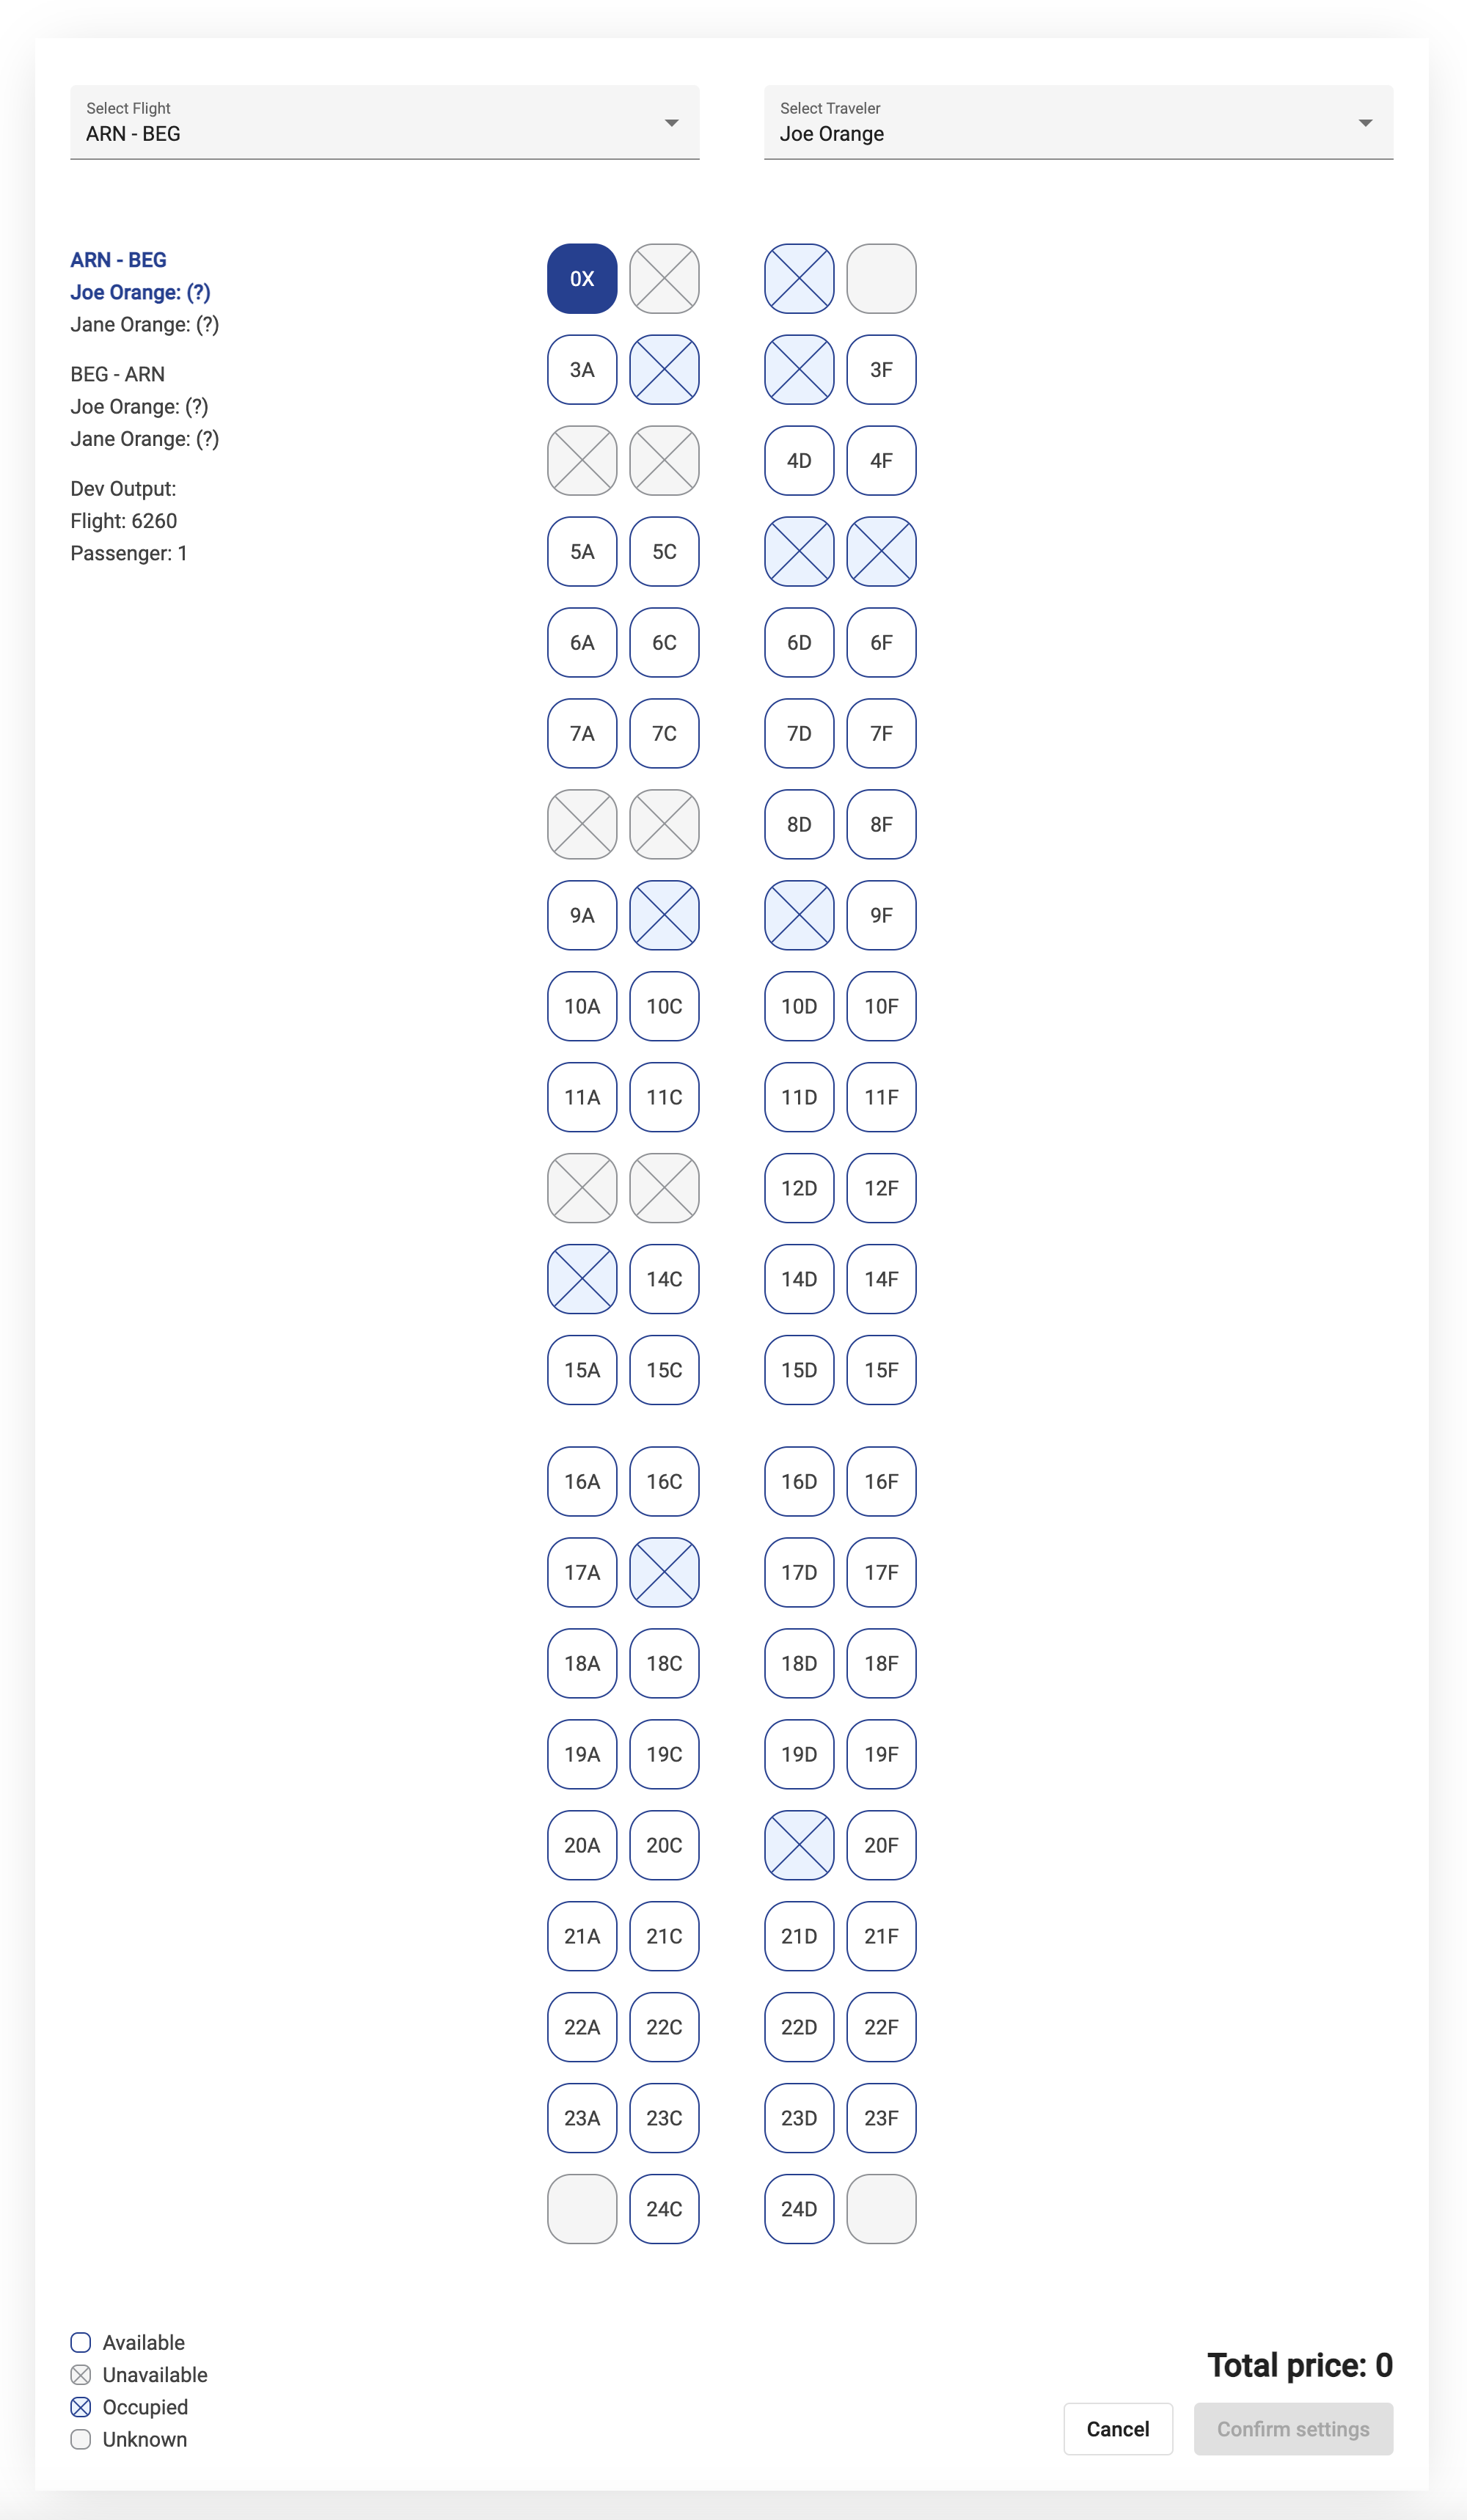 Select Flight
ARN - BEG
Select Traveler
Joe Orange
ARN - BEG
Joe Orange: (?)
Jane Orange: (?)
BEG - ARN
Joe Orange: (?)
Jane Orange: (?)
Dev Output:
Flight: 6260
Passenger: 1
0X
3A 3F
4D 4F
5A 5C
6A 6C 6D 6F
7A 7C 7D 7F
8D 8F
9A 9F
10A 10C 10D 10F
11A 11C 11D 11F
12D 12F
14C 14D 14F
15A 15C 15D 15F
16A 16C 16D 16F
17A 17D 17F
18A 18C 18D 18F
19A 19C 19D 19F
20A 20C 20F
21A 21C 21D 21F
22A 22C 22D 22F
23A 23C 23D 23F
24C 24D
Available
Unavailable
Occupied
Unknown
Total price: 0
Cancel
Confirm settings